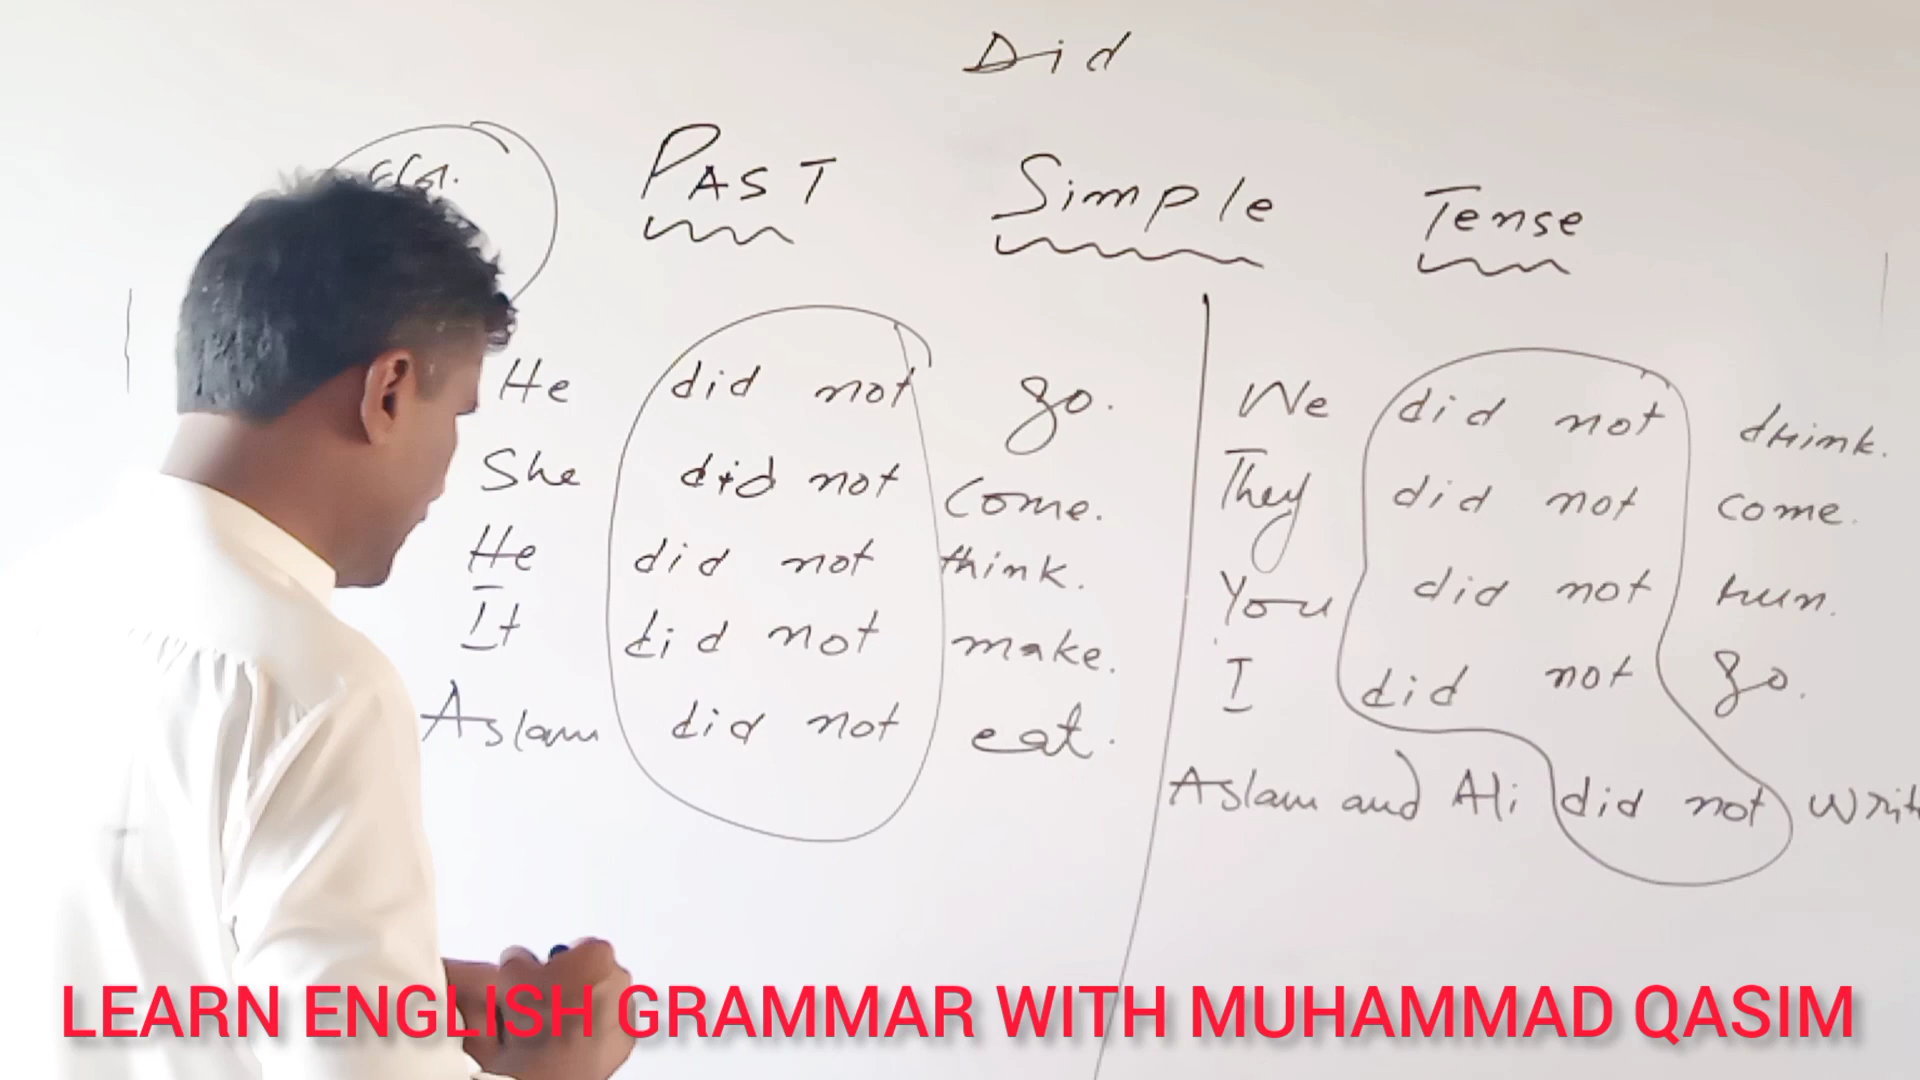 Did
PAST Simple Tense
He did not go.
She did not come.
He did not think.
It did not make.
Aslam did not eat.
We did not drink.
They did not come.
You did not run.
I did not go.
Aslam and Ali did not
LEARN ENGLISH GRAMMAR WITH MUHAMMAD QASIM